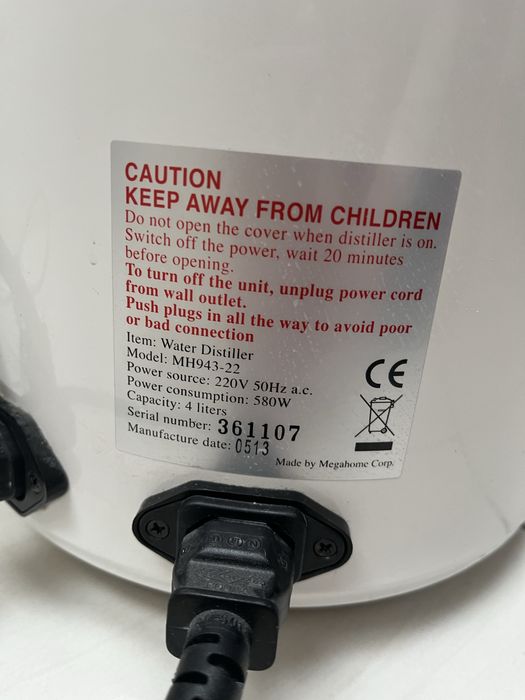 CAUTION
KEEP AWAY FROM CHILDREN
Do not open the cover when distiller is on.
Switch off the power, wait 20 minutes
before opening.
To turn off the unit, unplug power cord
from wall outlet.
Push plugs in all the way to avoid poor
or bad connection
Item: Water Distiller
Model: MH943-22
Power source: 220V 50Hz a.c.
Power consumption: 580W
Capacity: 4 liters
Serial number: 361107
Manufacture date: 0513
CE
Made by Megahome Corp.